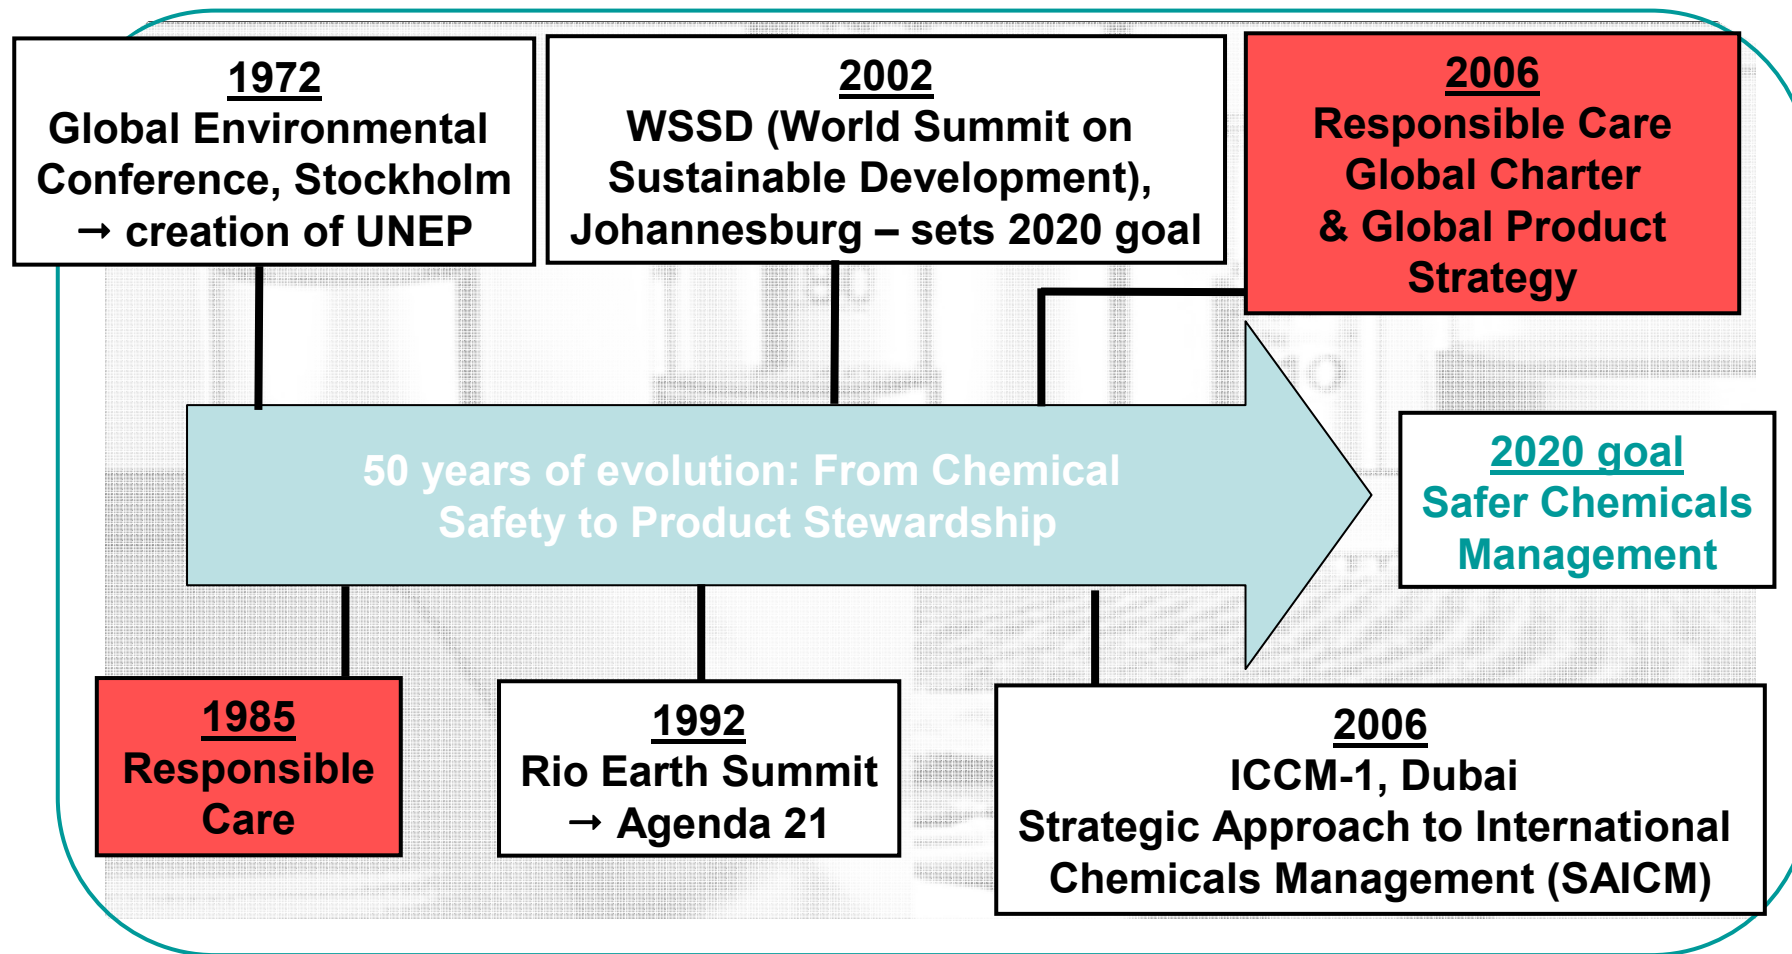 1972
Global Environmental
Conference, Stockholm
→ creation of UNEP
2002
WSSD (World Summit on
Sustainable Development),
Johannesburg – sets 2020 goal
2006
Responsible Care
Global Charter
& Global Product
Strategy
50 years of evolution: From Chemical
Safety to Product Stewardship
2020 goal
Safer Chemicals
Management
1985
Responsible
Care
1992
Rio Earth Summit
→ Agenda 21
2006
ICCM-1, Dubai
Strategic Approach to International
Chemicals Management (SAICM)